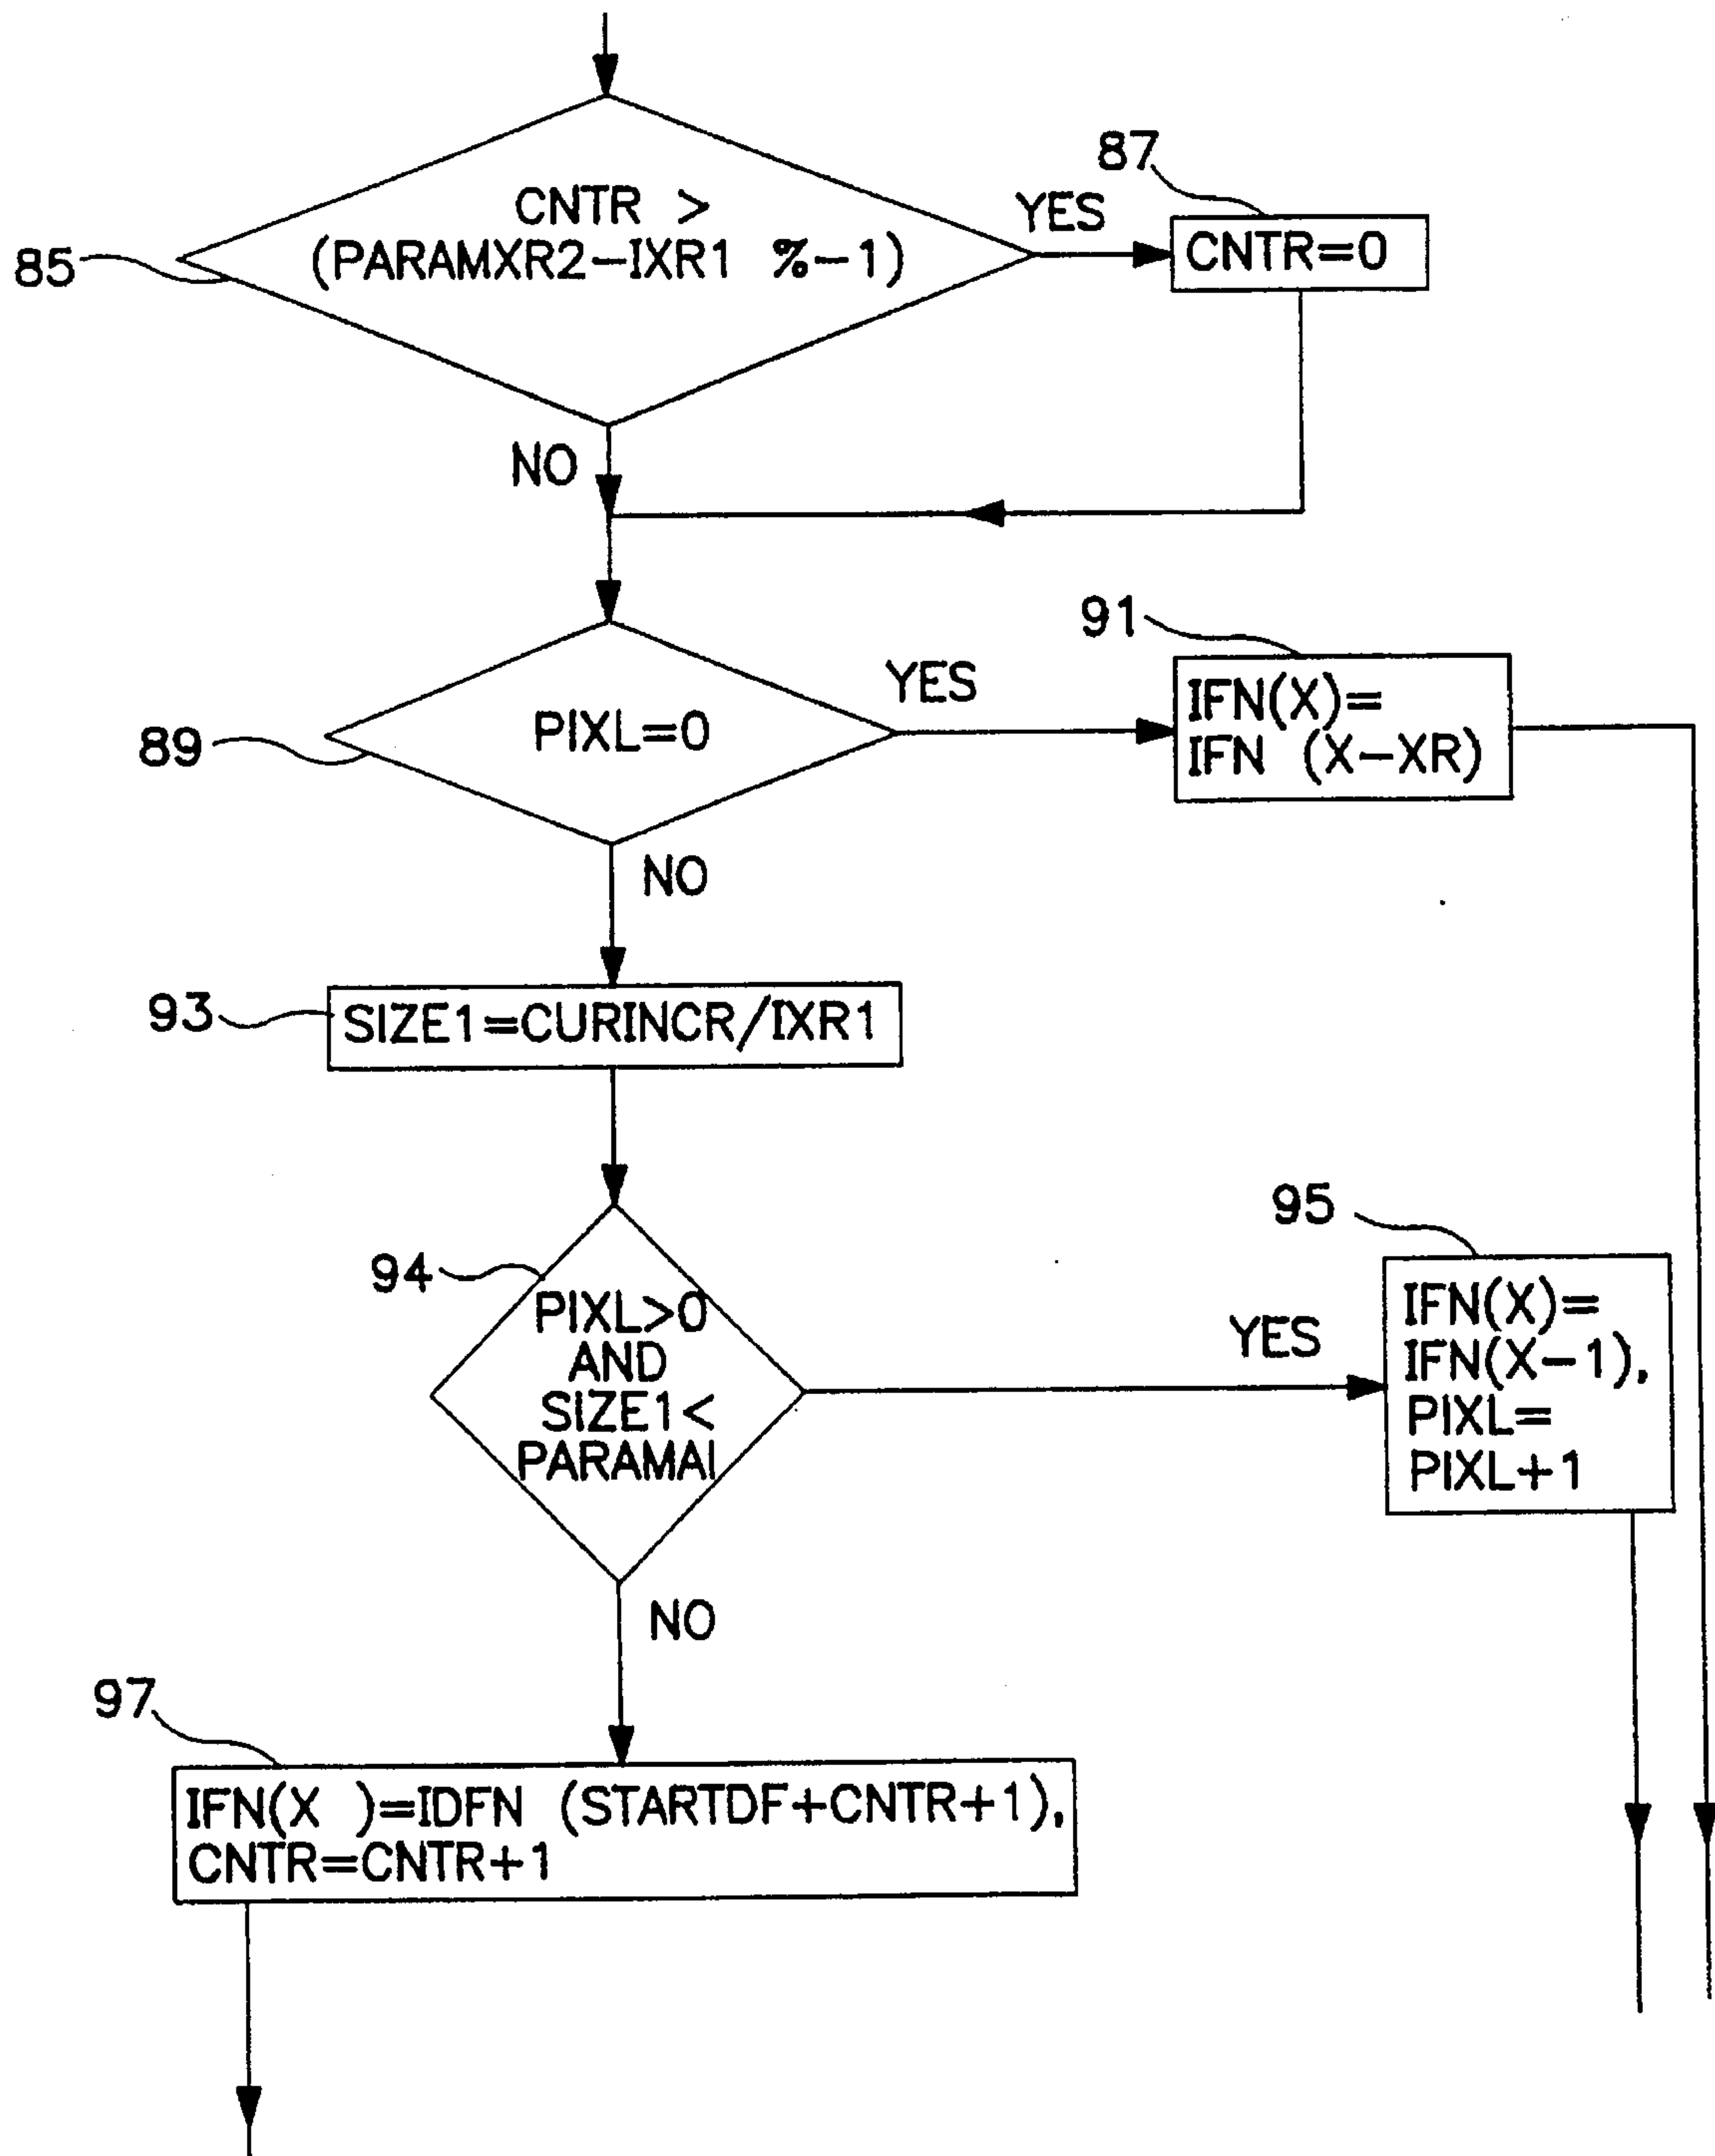 CNTR >
(PARAMXR2-IXR1 %-1)
85
YES
87
CNTR=0
NO
PIXL=0
89
YES
91
IFN(X)=
IFN (X-XR)
NO
93
SIZE1=CURINCR/IXR1
94
PIXL>0
AND
SIZE1<
PARAMAI
YES
95
IFN(X)=
IFN(X-1),
PIXL=
PIXL+1
NO
97
IFN(X )=IDFN (STARTDF+CNTR+1),
CNTR=CNTR+1